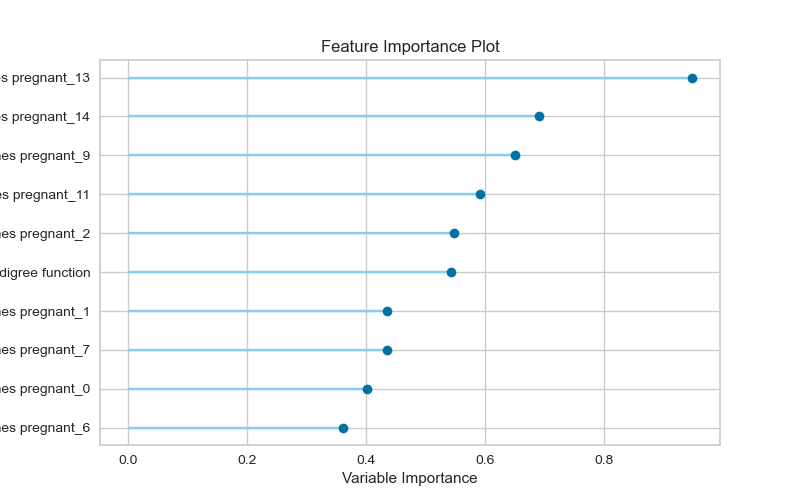 Feature Importance Plot
es pregnant_13
es pregnant_14
nes pregnant_9
es pregnant_11
nes pregnant_2
digree function
nes pregnant_1
nes pregnant_7
nes pregnant_0
nes pregnant_6
0.0 0.2 0.4 0.6 0.8
Variable Importance